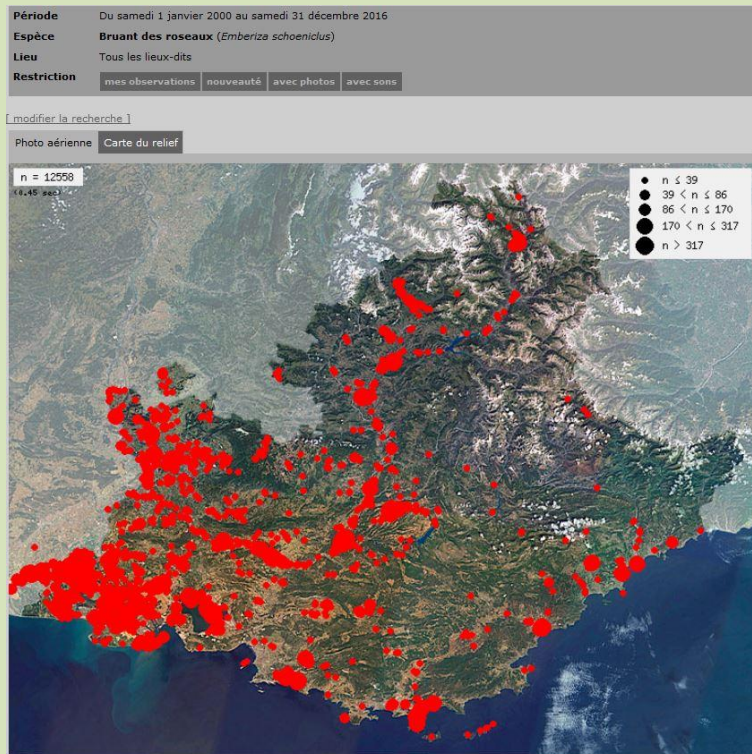 Période Du samedi 1 janvier 2000 au samedi 31 décembre 2016
Espèce Bruant des roseaux (Emberiza schoeniclus)
Lieu Tous les lieux-dits
Restriction mes observations nouveauté avec photos avec sons
[ modifier la recherche ]
Photo aérienne Carte du relief
n = 12558
(0.45 sec)
n ≤ 39
39 < n ≤ 86
86 < n ≤ 170
170 < n ≤ 317
n > 317